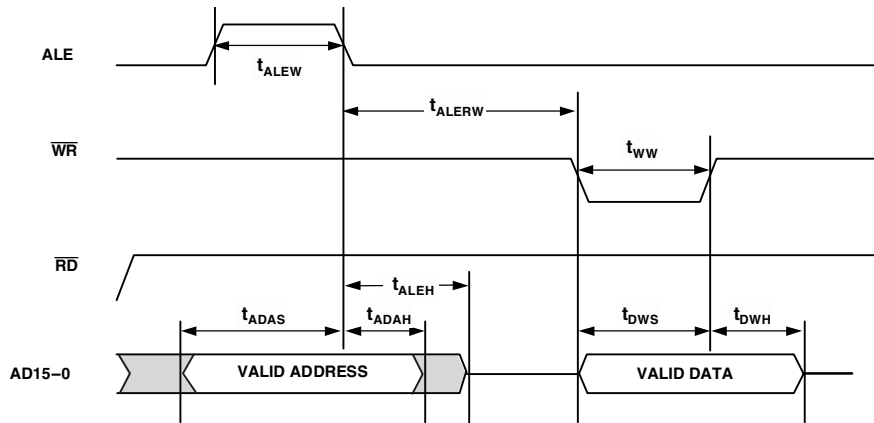 ALE
tALEW
tALERW
WR
tWW
RD
tALEH
tADAS
tADAH
tDWS
tDWH
AD15–0
VALID ADDRESS
VALID DATA